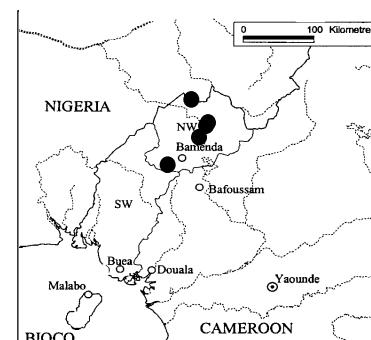 0 100 Kilometre
NIGERIA
NW
Bamenda
Bafoussam
SW
Buea
Douala
Yaounde
Malabo
CAMEROON
BIOCO